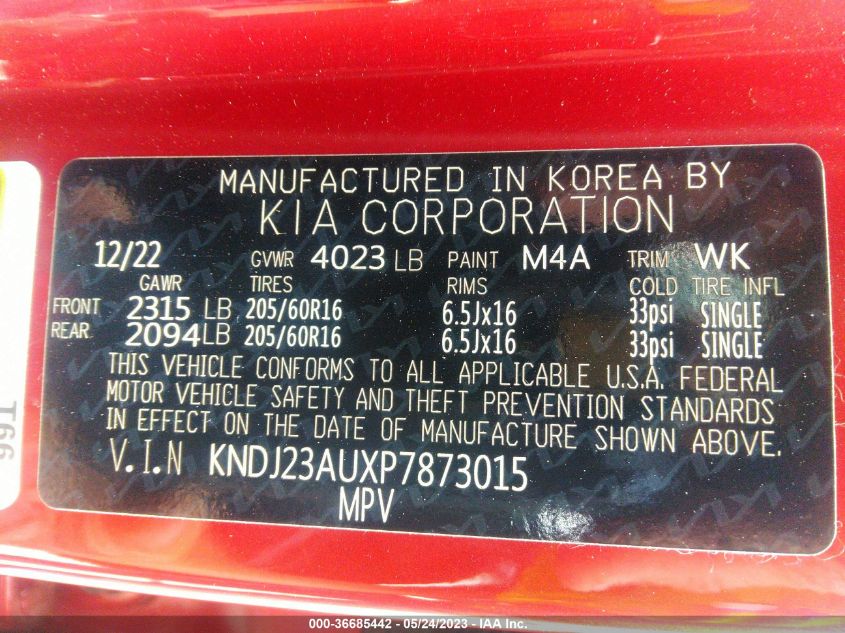 MANUFACTURED IN KOREA BY
KIA CORPORATION
12/22 GVWR 4023 LB PAINT M4A TRIM WK
GAWR TIRES RIMS COLD TIRE INFL
FRONT 2315 LB 205/60R16 6.5Jx16 33psi SINGLE
REAR 2094 LB 205/60R16 6.5Jx16 33psi SINGLE
THIS VEHICLE CONFORMS TO ALL APPLICABLE U.S.A. FEDERAL
MOTOR VEHICLE SAFETY AND THEFT PREVENTION STANDARDS
IN EFFECT ON THE DATE OF MANUFACTURE SHOWN ABOVE.
V.I.N KNDJ23AUXP7873015
MPV
000-36685442 - 05/24/2023 - IAA Inc.